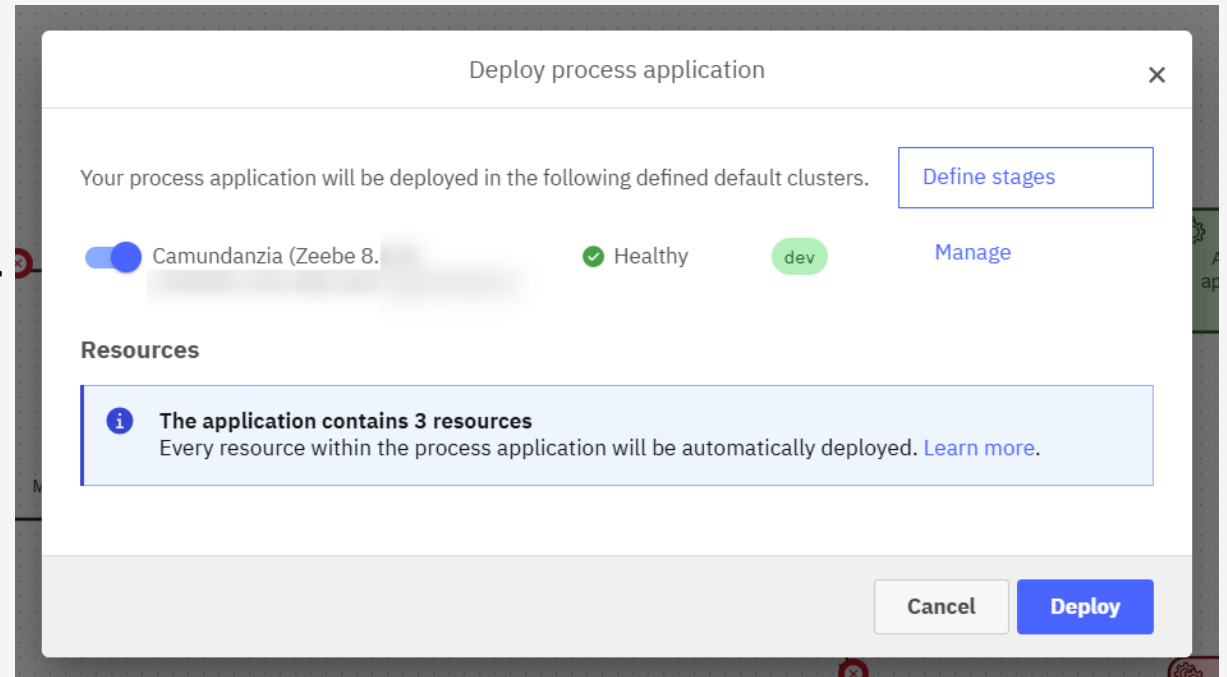 Deploy process application
Your process application will be deployed in the following defined default clusters.
Define stages
Camundanzia (Zeebe 8.
Healthy
dev
Manage
Resources
The application contains 3 resources
Every resource within the process application will be automatically deployed. Learn more.
Cancel
Deploy